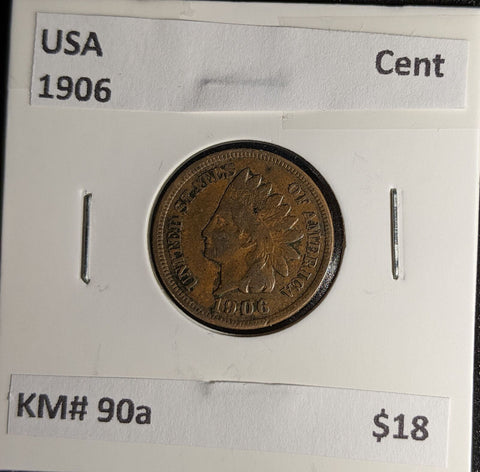 USA Cent
1906
UNITED STATES OF AMERICA
1906
KM# 90a $18